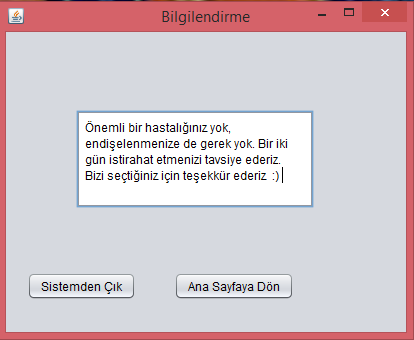 Bilgilendirme
Önemli bir hastalığınız yok,
endişelenmenize de gerek yok. Bir iki
gün istirahat etmenizi tavsiye ederiz.
Bizi seçtiğiniz için teşekkür ederiz :)
Sistemden Çık
Ana Sayfaya Dön